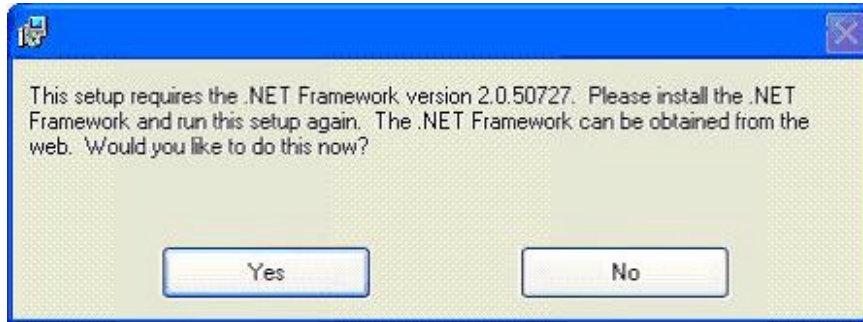 This setup requires the .NET Framework version 2.0.50727.  Please install the .NET
Framework and run this setup again.  The .NET Framework can be obtained from the
web.  Would you like to do this now?
Yes
No